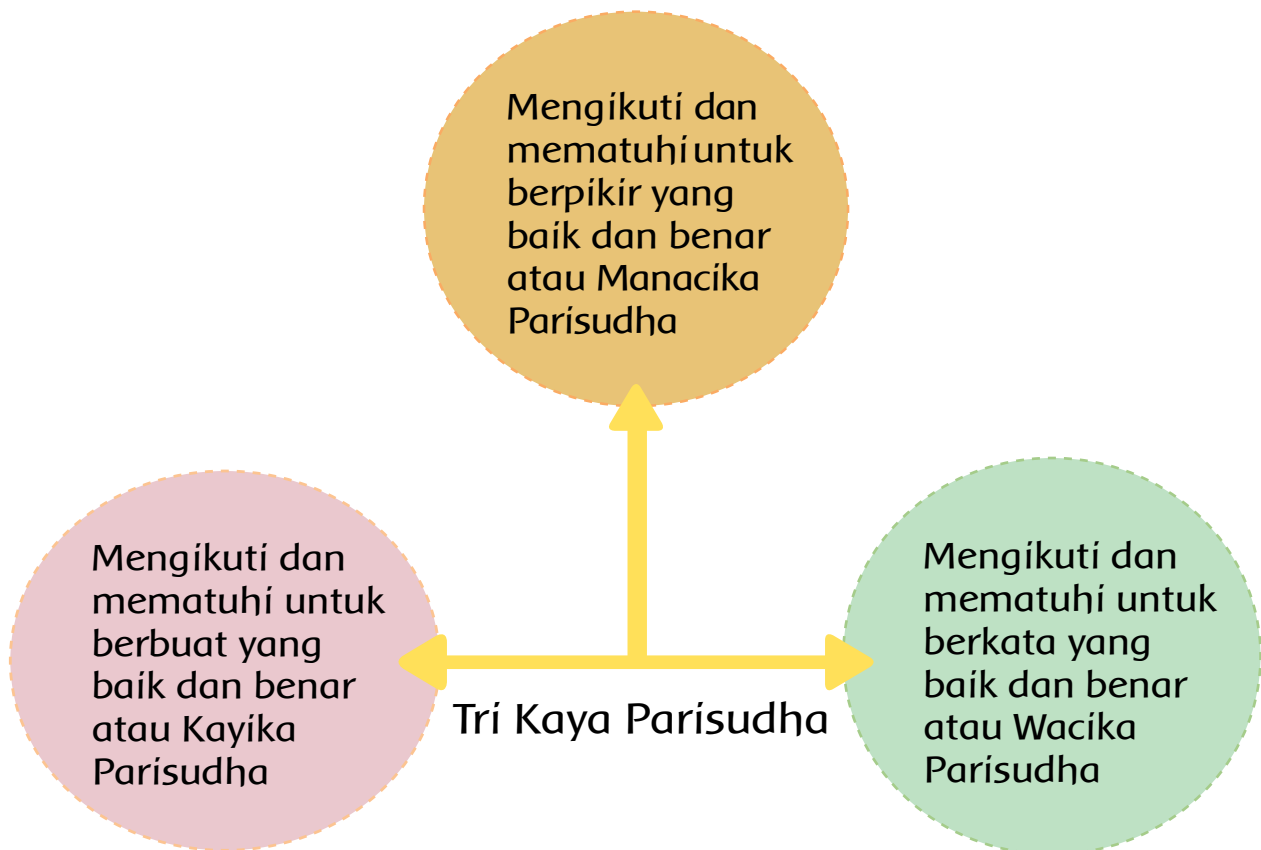 Mengikuti dan
mematuhi untuk
berpikir yang
baik dan benar
atau Manacika
Parisudha
Mengikuti dan
mematuhi untuk
berbuat yang
baik dan benar
atau Kayika
Parisudha
Tri Kaya Parisudha
Mengikuti dan
mematuhi untuk
berkata yang
baik dan benar
atau Wacika
Parisudha